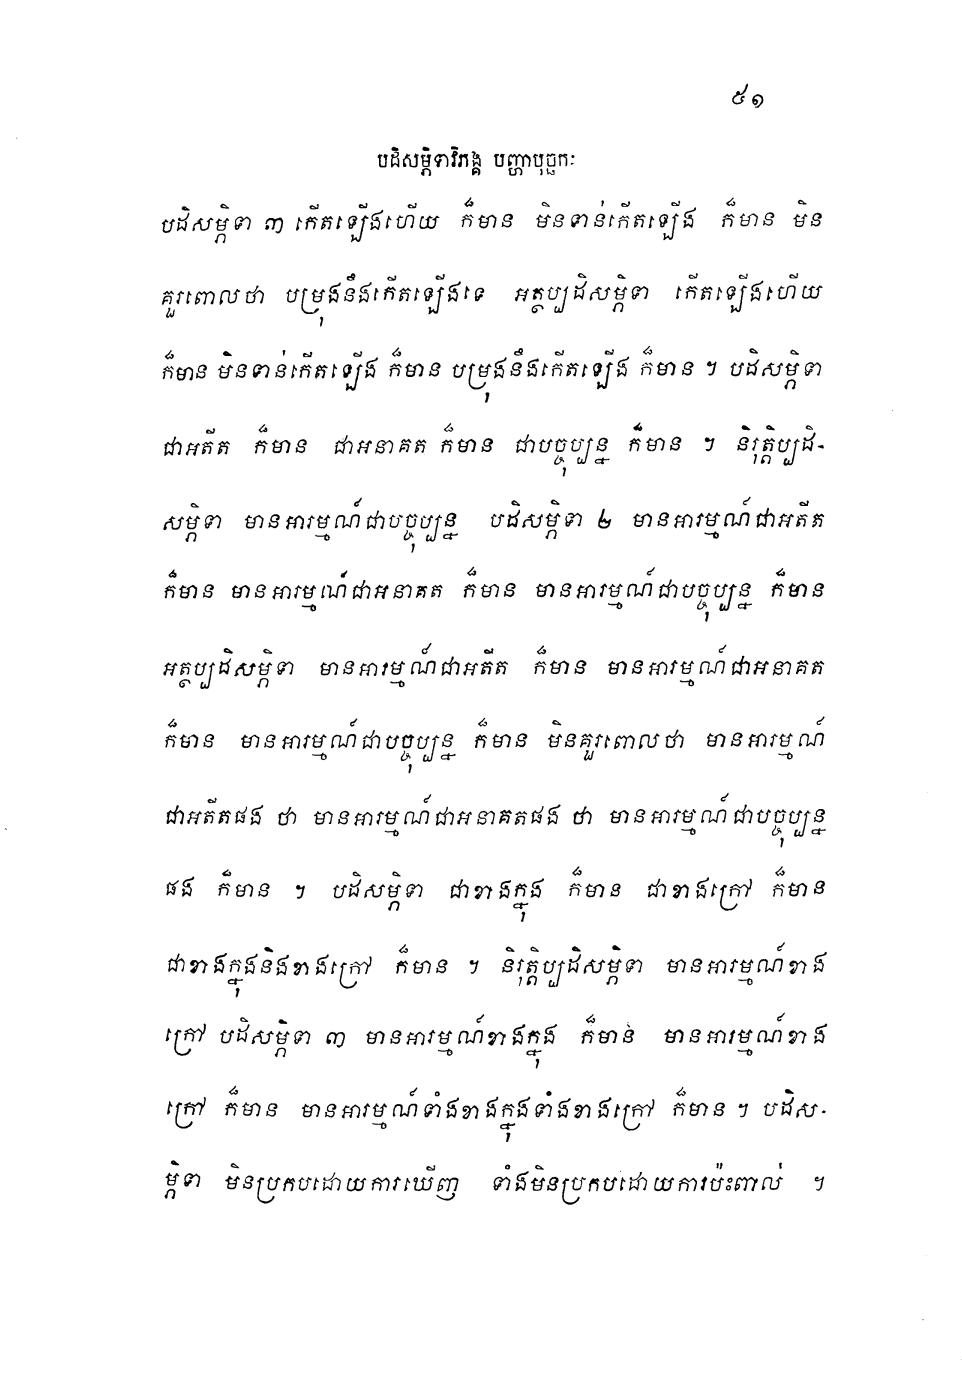 ៥១
បដិសម្ភិទាវិភង្គ បញ្ហាបុច្ឆកៈ
បដិសម្ភិទា ៣ កើតឡើងហើយ ក៏មាន មិនទាន់កើតឡើង ក៏មាន មិន
គួរពោលថា បម្រុងនឹងកើតឡើងទេ អត្ថប្បដិសម្ភិទា កើតឡើងហើយ
ក៏មាន មិនទាន់កើតឡើង ក៏មាន បម្រុងនឹងកើតឡើង ក៏មាន ។ បដិសម្ភិទា
ជាអតីត ក៏មាន ជាអនាគត ក៏មាន ជាបច្ចុប្បន្ន ក៏មាន ។ និរុត្តិប្បដិ-
សម្ភិទា មានអារម្មណ៍ជាបច្ចុប្បន្ន បដិសម្ភិទា ២ មានអារម្មណ៍ជាអតីត
ក៏មាន មានអារម្មណ៍ជាអនាគត ក៏មាន មានអារម្មណ៍ជាបច្ចុប្បន្ន ក៏មាន
អត្ថប្បដិសម្ភិទា មានអារម្មណ៍ជាអតីត ក៏មាន មានអារម្មណ៍ជាអនាគត
ក៏មាន មានអារម្មណ៍ជាបច្ចុប្បន្ន ក៏មាន មិនគួរពោលថា មានអារម្មណ៍
ជាអតីតផង ថា មានអារម្មណ៍ជាអនាគតផង ថា មានអារម្មណ៍ជាបច្ចុប្បន្ន
ផង ក៏មាន ។ បដិសម្ភិទា ជាខាងក្នុង ក៏មាន ជាខាងក្រៅ ក៏មាន
ជាខាងក្នុងនិងខាងក្រៅ ក៏មាន ។ និរុត្តិប្បដិសម្ភិទា មានអារម្មណ៍ខាង
ក្រៅ បដិសម្ភិទា ៣ មានអារម្មណ៍ខាងក្នុង ក៏មាន មានអារម្មណ៍ខាង
ក្រៅ ក៏មាន មានអារម្មណ៍ទាំងខាងក្នុងទាំងខាងក្រៅ ក៏មាន ។ បដិស-
ម្ភិទា មិនប្រកបដោយការឃើញ ទាំងមិនប្រកបដោយការប៉ះពាល់ ។